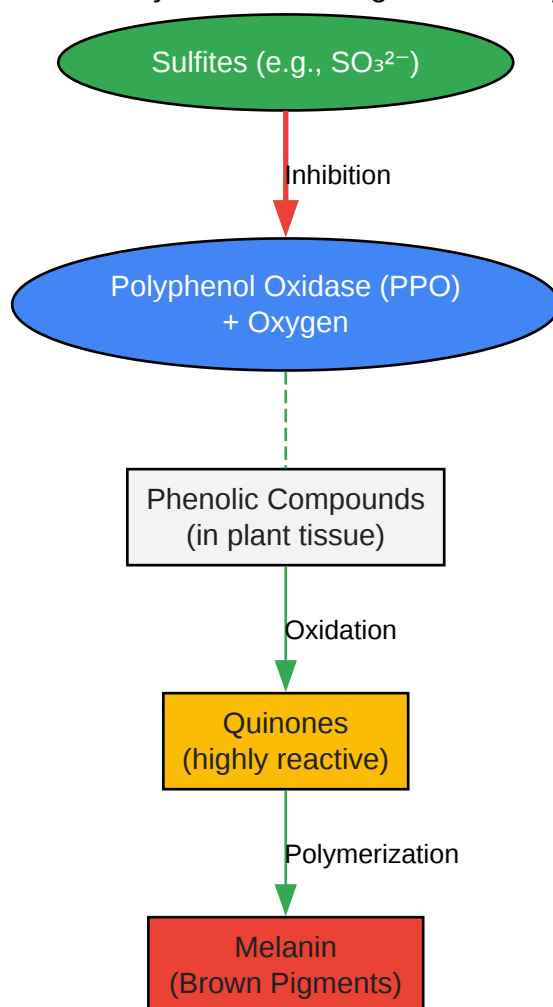 Sulfites (e.g., SO₃²⁻)
Inhibition
Polyphenol Oxidase (PPO)
+ Oxygen
Phenolic Compounds
(in plant tissue)
Oxidation
Quinones
(highly reactive)
Polymerization
Melanin
(Brown Pigments)